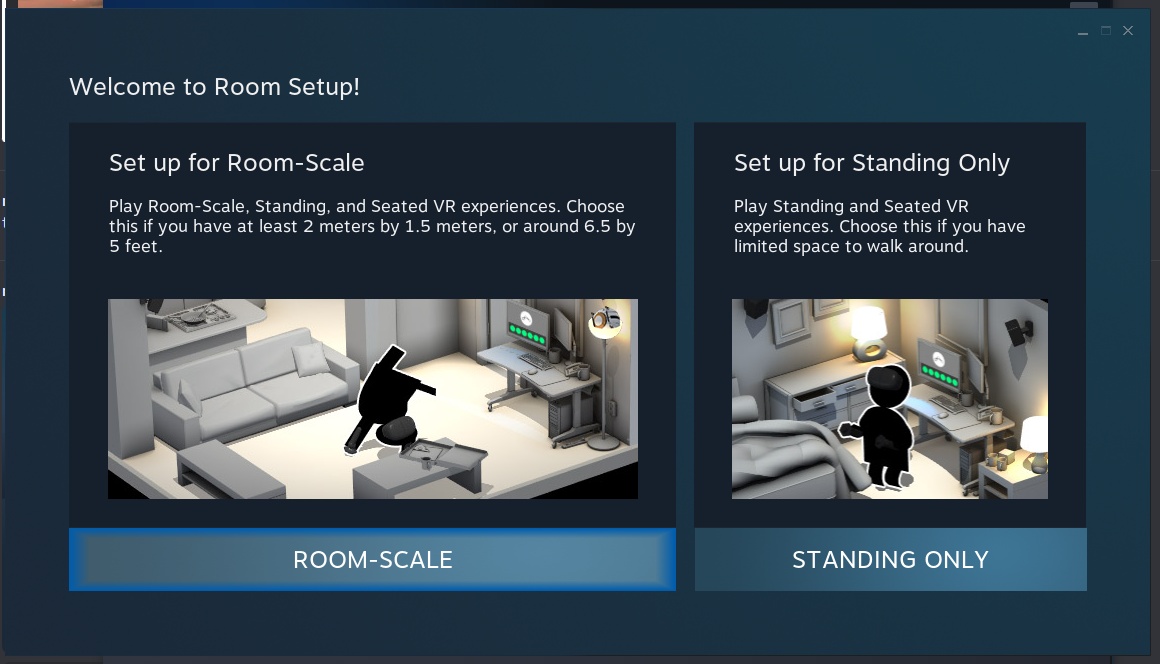 Welcome to Room Setup!
Set up for Room-Scale
Play Room-Scale, Standing, and Seated VR experiences. Choose
this if you have at least 2 meters by 1.5 meters, or around 6.5 by
5 feet.
ROOM-SCALE
Set up for Standing Only
Play Standing and Seated VR
experiences. Choose this if you have
limited space to walk around.
STANDING ONLY